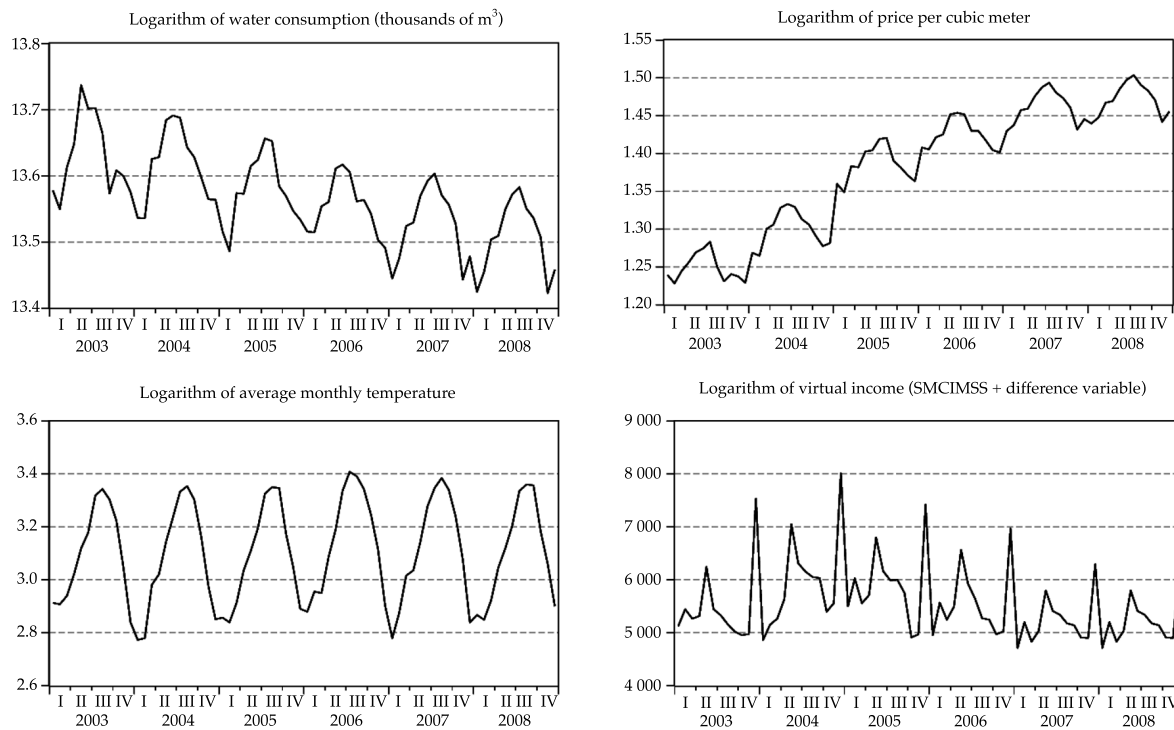 Logarithm of water consumption (thousands of m³)
13.8
13.7
13.6
13.5
13.4
I II III IV I II III IV I II III IV I II III IV I II III IV I II III IV
2003 2004 2005 2006 2007 2008
Logarithm of price per cubic meter
1.55
1.50
1.45
1.40
1.35
1.30
1.25
1.20
I II III IV I II III IV I II III IV I II III IV I II III IV I II III IV
2003 2004 2005 2006 2007 2008
Logarithm of average monthly temperature
3.6
3.4
3.2
3.0
2.8
2.6
I II III IV I II III IV I II III IV I II III IV I II III IV I II III IV
2003 2004 2005 2006 2007 2008
Logarithm of virtual income (SMCIMSS + difference variable)
9 000
8 000
7 000
6 000
5 000
4 000
I II III IV I II III IV I II III IV I II III IV I II III IV I II III IV
2003 2004 2005 2006 2007 2008